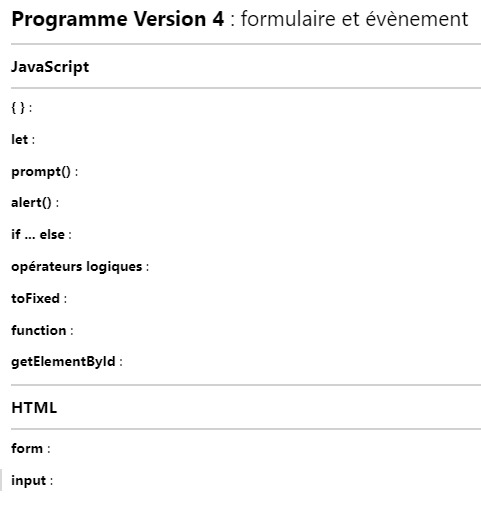 Programme Version 4 : formulaire et évènement
JavaScript
{ } :
let :
prompt() :
alert() :
if ... else :
opérateurs logiques :
toFixed :
function :
getElementById :
HTML
form :
input :